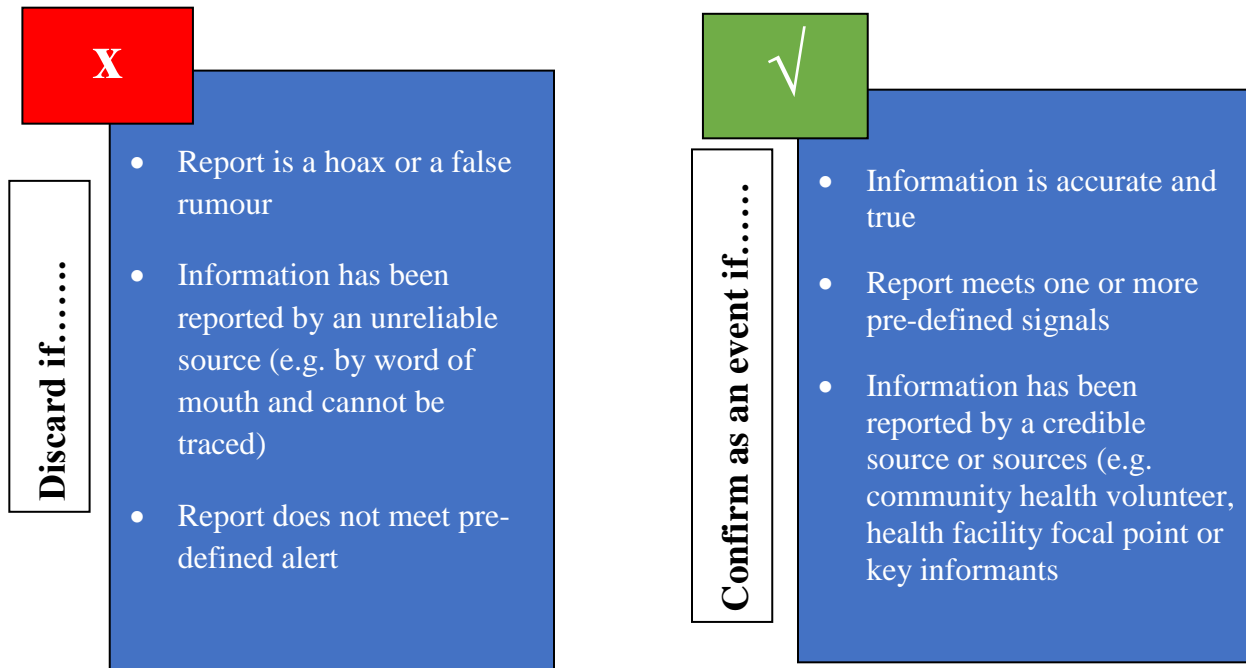 x
Discard if…….
• Report is a hoax or a false
rumour
• Information has been
reported by an unreliable
source (e.g. by word of
mouth and cannot be
traced)
• Report does not meet pre-
defined alert
√
Confirm as an event if……
• Information is accurate and
true
• Report meets one or more
pre-defined signals
• Information has been
reported by a credible
source or sources (e.g.
community health volunteer,
health facility focal point or
key informants